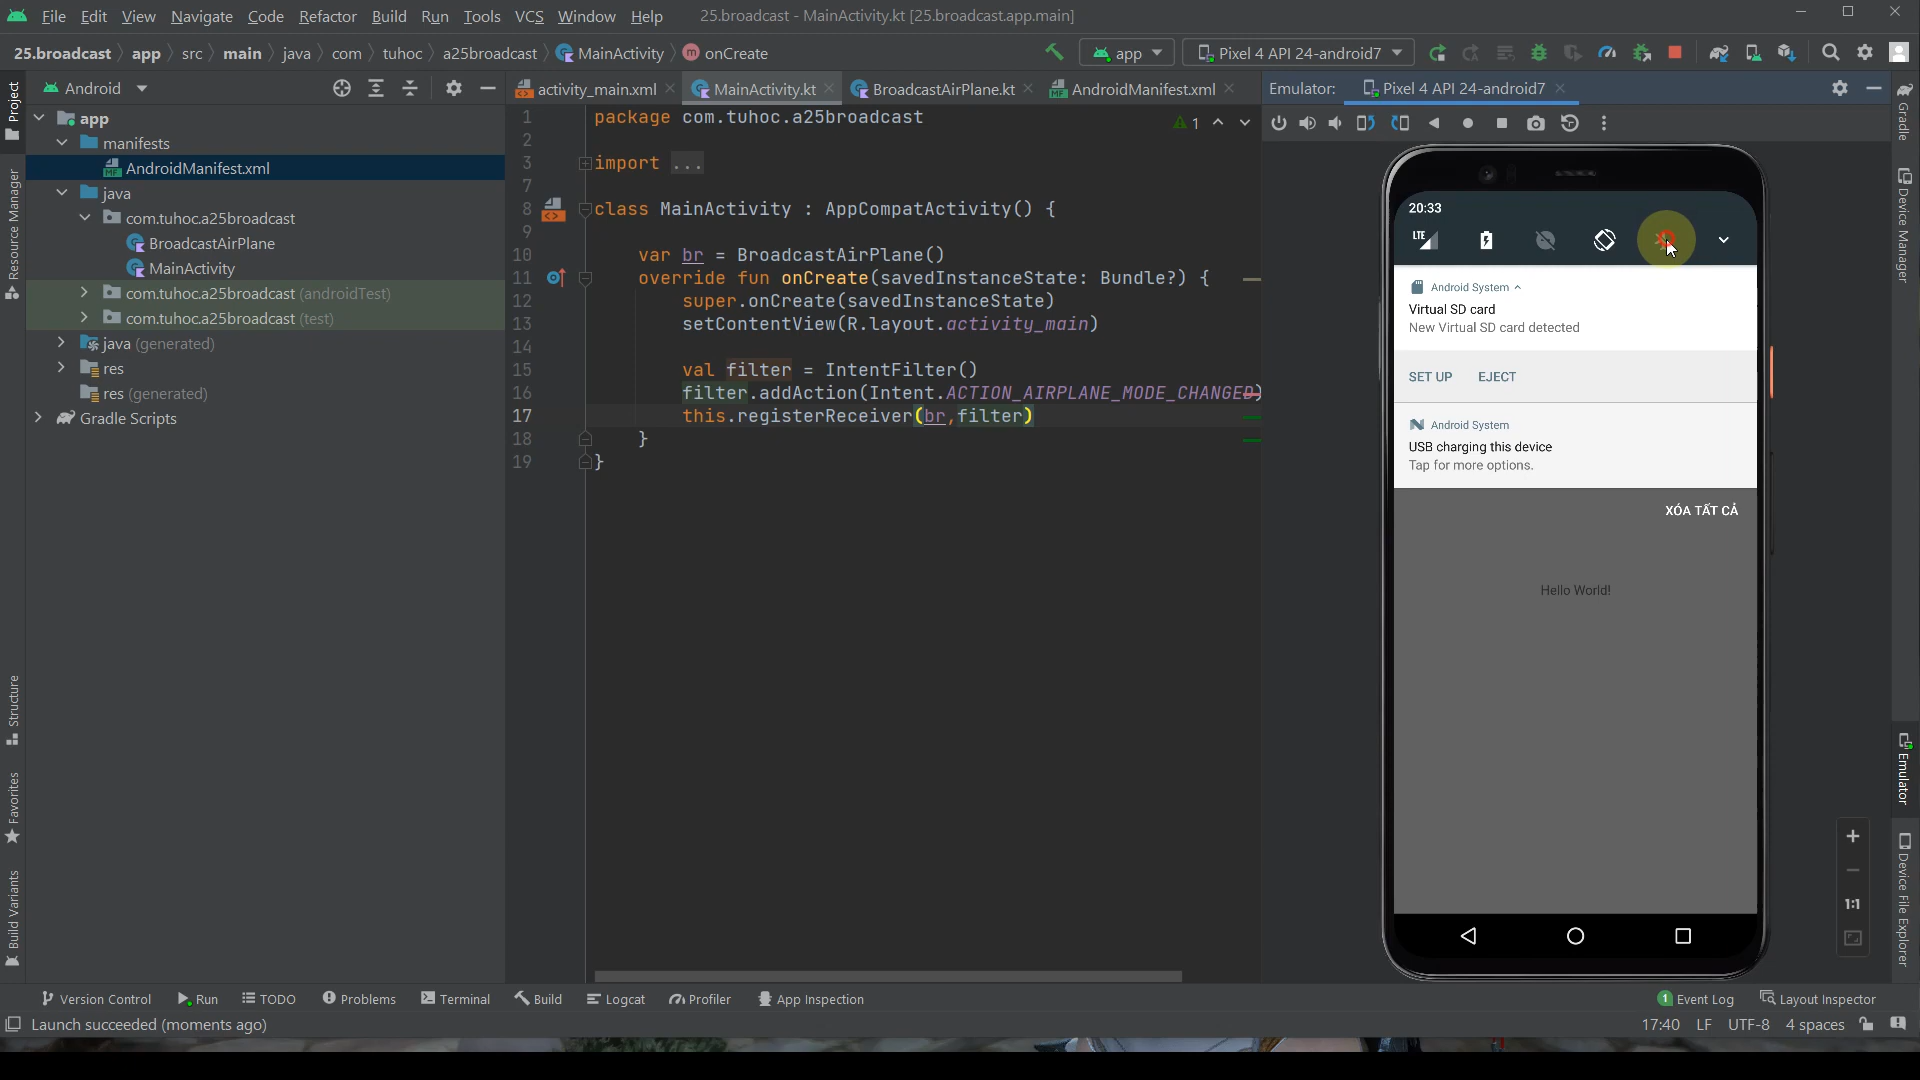 File Edit View Navigate Code Refactor Build Run Tools VCS Window Help 25.broadcast - MainActivity.kt [25.broadcast.app.main]
25.broadcast app src main java com tuhoc a25broadcast MainActivity onCreate
app Pixel 4 API 24-android7
Android
activity_main.xml MainActivity.kt BroadcastAirPlane.kt AndroidManifest.xml
Emulator: Pixel 4 API 24-android7
Project
Resource Manager
Structure
Favorites
Build Variants
app
manifests
AndroidManifest.xml
java
com.tuhoc.a25broadcast
BroadcastAirPlane
MainActivity
com.tuhoc.a25broadcast (androidTest)
com.tuhoc.a25broadcast (test)
java (generated)
res
res (generated)
Gradle Scripts
1 package com.tuhoc.a25broadcast
2
3 import ...
7
8 class MainActivity : AppCompatActivity() {
9
10 var br = BroadcastAirPlane()
11 override fun onCreate(savedInstanceState: Bundle?) {
12 super.onCreate(savedInstanceState)
13 setContentView(R.layout.activity_main)
14
15 val filter = IntentFilter()
16 filter.addAction(Intent.ACTION_AIRPLANE_MODE_CHANGED)
17 this.registerReceiver(br,filter)
18 }
19 }
1
20:33
LTE
Android System
Virtual SD card
New Virtual SD card detected
SET UP EJECT
Android System
USB charging this device
Tap for more options.
XÓA TẤT CẢ
Hello World!
1:1
Gradle
Device Manager
Emulator
Device File Explorer
Version Control Run TODO Problems Terminal Build Logcat Profiler App Inspection
1 Event Log Layout Inspector
Launch succeeded (moments ago)
17:40 LF UTF-8 4 spaces